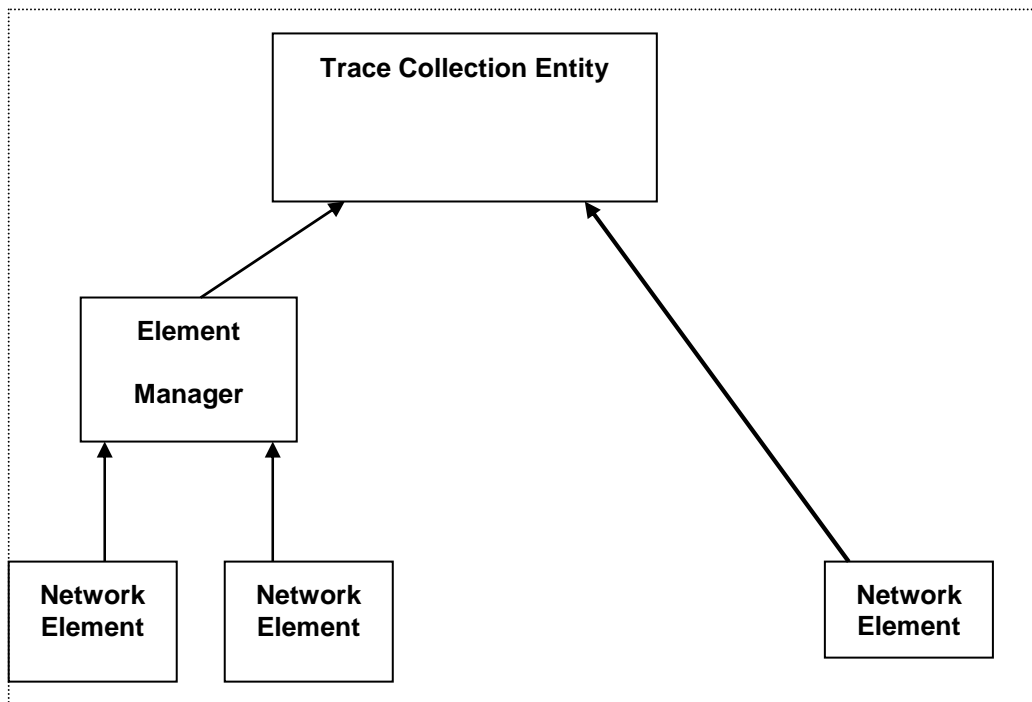 Trace Collection Entity
Element
Manager
Network
Element
Network
Element
Network
Element